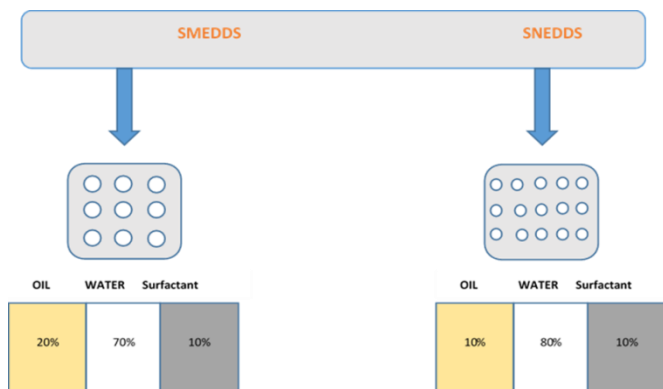 SMEDDS SNEDDS
OIL WATER Surfactant OIL WATER Surfactant
20% 70% 10% 10% 80% 10%